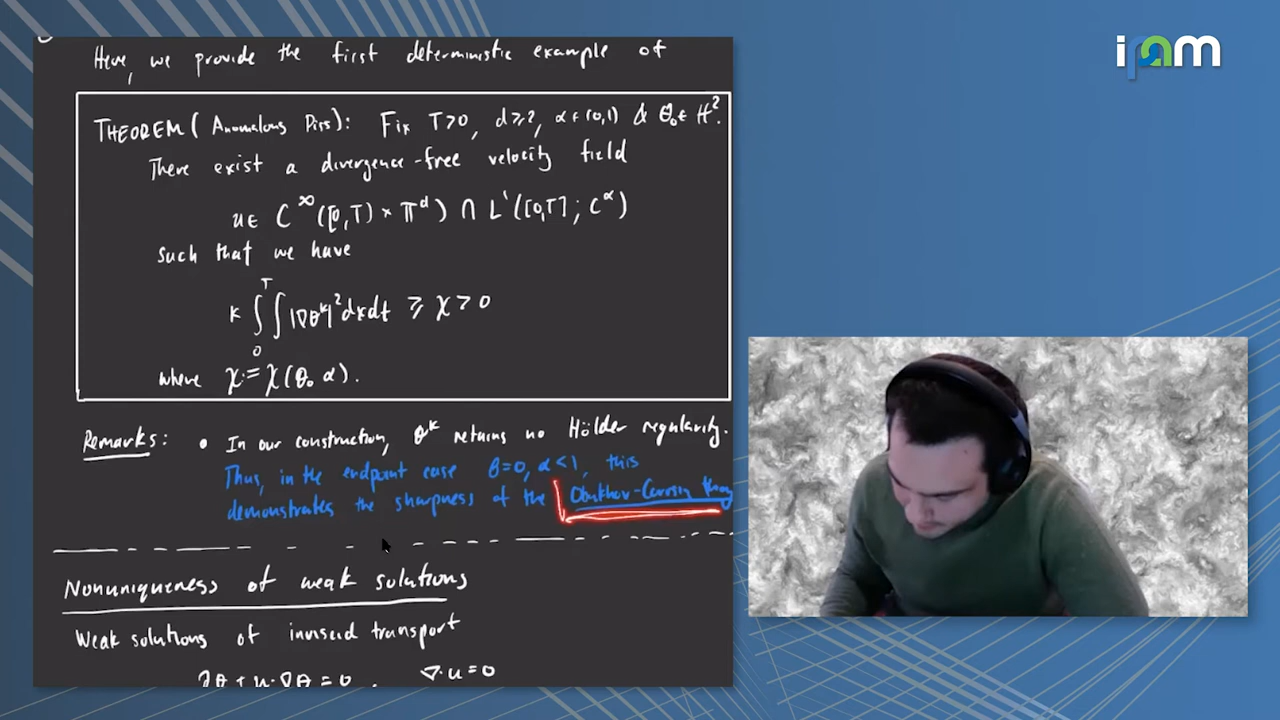 Here, we provide the first deterministic example of
THEOREM (Anomalous Diss): Fix T>0, d≥2, α∈(0,1) & θ₀∈ H².
There exist a divergence-free velocity field
u∈ C^∞([0,T) × 𝕋^d) ∩ L¹([0,T]; C^α)
such that we have
κ ∫₀ᵀ ∫ |∇θ^κ|² dxdt ≥ χ > 0
where χ := χ(θ₀ α).
Remarks: • In our construction, θ^κ retains no Hölder regularity.
Thus, in the endpoint case β=0, α<1, this
demonstrates the sharpness of the Obukhov-Corrsin theory
Nonuniqueness of weak solutions
Weak solutions of inviscid transport
∂θ + u·∇θ = 0, ∇·u = 0
ipam